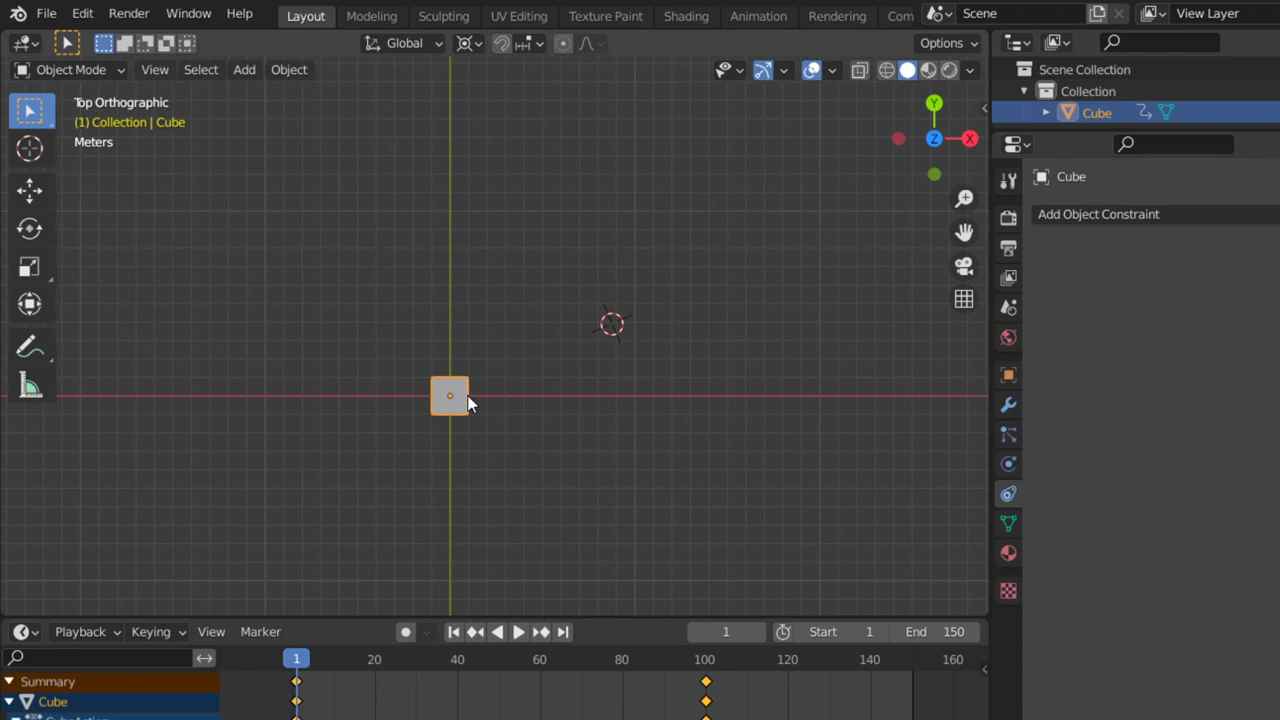 File Edit Render Window Help Layout Modeling Sculpting UV Editing Texture Paint Shading Animation Rendering Com Scene View Layer
Global Options
Object Mode View Select Add Object
Scene Collection
Collection
Cube
Top Orthographic
(1) Collection | Cube
Meters
Y
Z X
Cube
Add Object Constraint
Playback Keying View Marker 1 Start 1 End 150
1 20 40 60 80 100 120 140 160
Summary
Cube
CubeAction